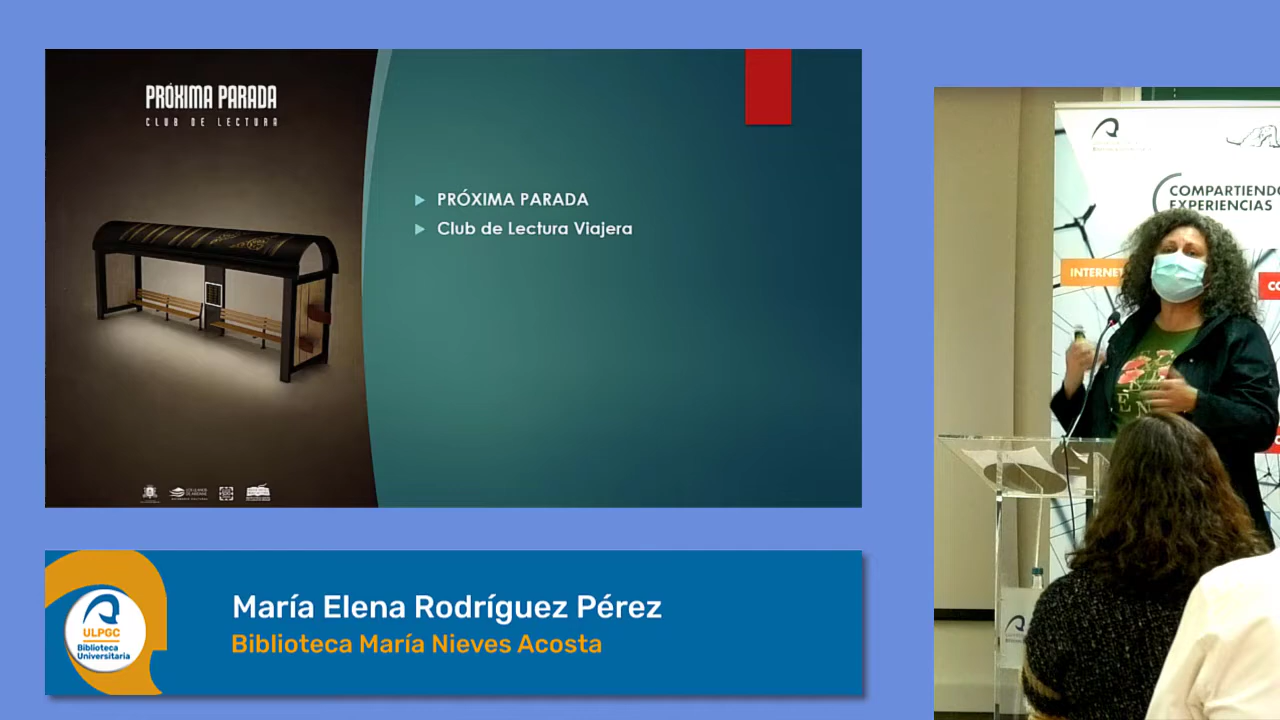 PRÓXIMA PARADA
CLUB DE LECTURA
PRÓXIMA PARADA
Club de Lectura Viajera
COMPARTIENDO
EXPERIENCIAS
INTERNET
María Elena Rodríguez Pérez
Biblioteca María Nieves Acosta
ULPGC
Biblioteca
Universitaria